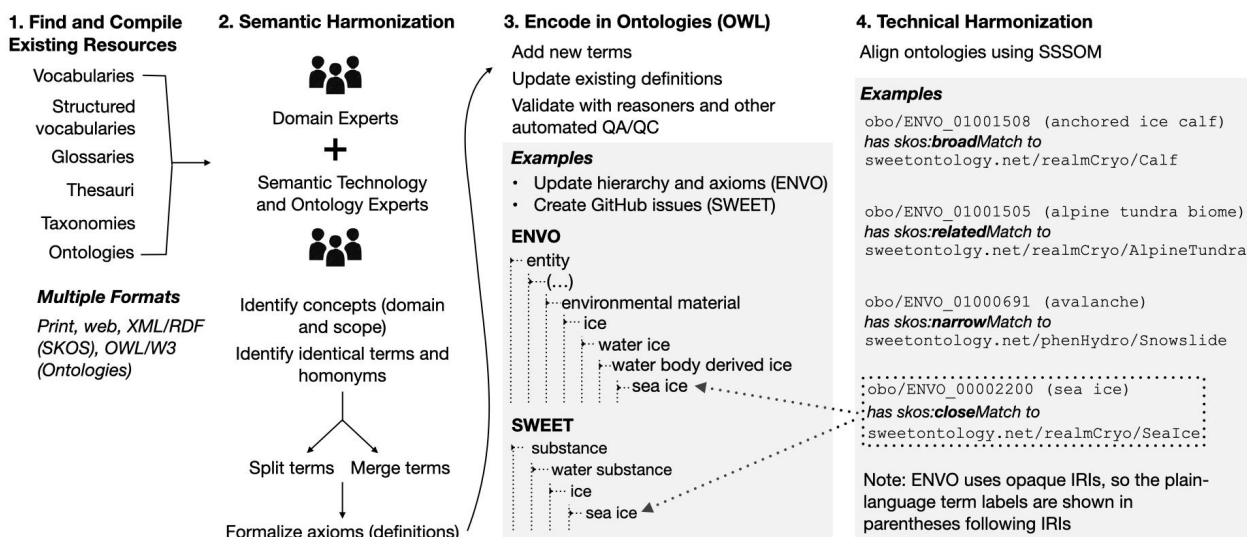 1. Find and Compile
Existing Resources
Vocabularies
Structured
vocabularies
Glossaries
Thesauri
Taxonomies
Ontologies
Multiple Formats
Print, web, XML/RDF
(SKOS), OWL/W3
(Ontologies)
2. Semantic Harmonization
Domain Experts
+
Semantic Technology
and Ontology Experts
Identify concepts (domain
and scope)
Identify identical terms and
homonyms
Split terms
Merge terms
Formalize axioms (definitions)
3. Encode in Ontologies (OWL)
Add new terms
Update existing definitions
Validate with reasoners and other
automated QA/QC
Examples
• Update hierarchy and axioms (ENVO)
• Create GitHub issues (SWEET)
ENVO
entity
(...)
environmental material
ice
water ice
water body derived ice
sea ice
SWEET
substance
water substance
ice
sea ice
4. Technical Harmonization
Align ontologies using SSSOM
Examples
obo/ENVO_01001508 (anchored ice calf)
has skos:broadMatch to
sweetontology.net/realmCryo/Calf
obo/ENVO_01001505 (alpine tundra biome)
has skos:relatedMatch to
sweetontolgy.net/realmCryo/AlpineTundra
obo/ENVO_01000691 (avalanche)
has skos:narrowMatch to
sweetontology.net/phenHydro/Snowslide
obo/ENVO_00002200 (sea ice)
has skos:closeMatch to
sweetontology.net/realmCryo/SeaIce
Note: ENVO uses opaque IRIs, so the plain-
language term labels are shown in
parentheses following IRIs